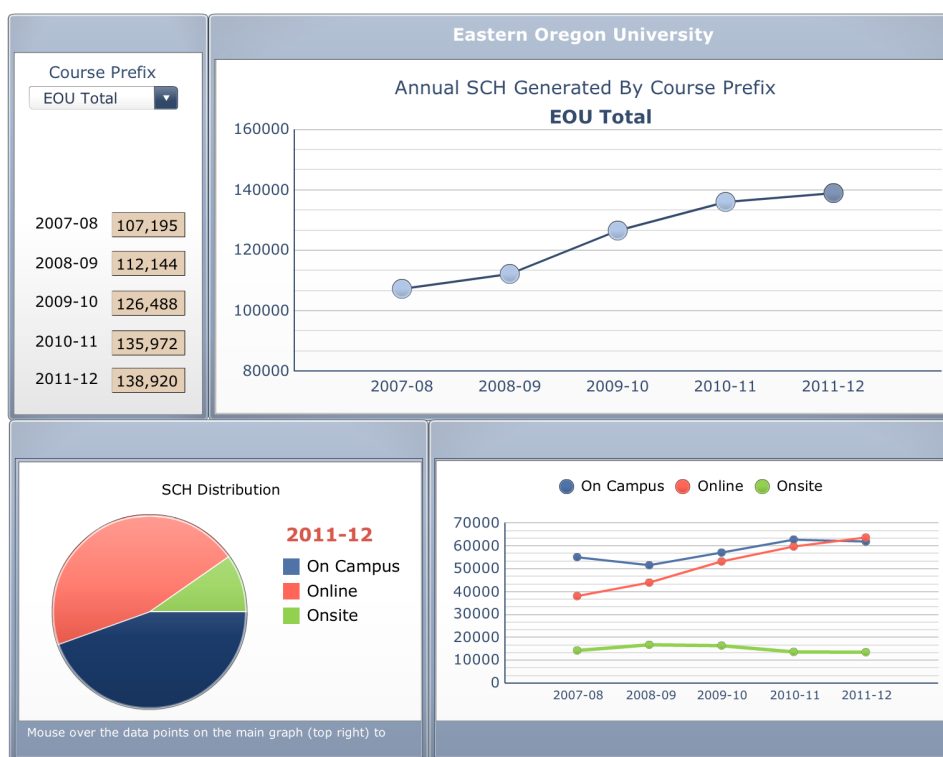 Eastern Oregon University
Course Prefix
EOU Total
2007-08 107,195
2008-09 112,144
2009-10 126,488
2010-11 135,972
2011-12 138,920
Annual SCH Generated By Course Prefix
EOU Total
160000
140000
120000
100000
80000
2007-08 2008-09 2009-10 2010-11 2011-12
SCH Distribution
2011-12
On Campus
Online
Onsite
Mouse over the data points on the main graph (top right) to
On Campus Online Onsite
70000
60000
50000
40000
30000
20000
10000
0
2007-08 2008-09 2009-10 2010-11 2011-12